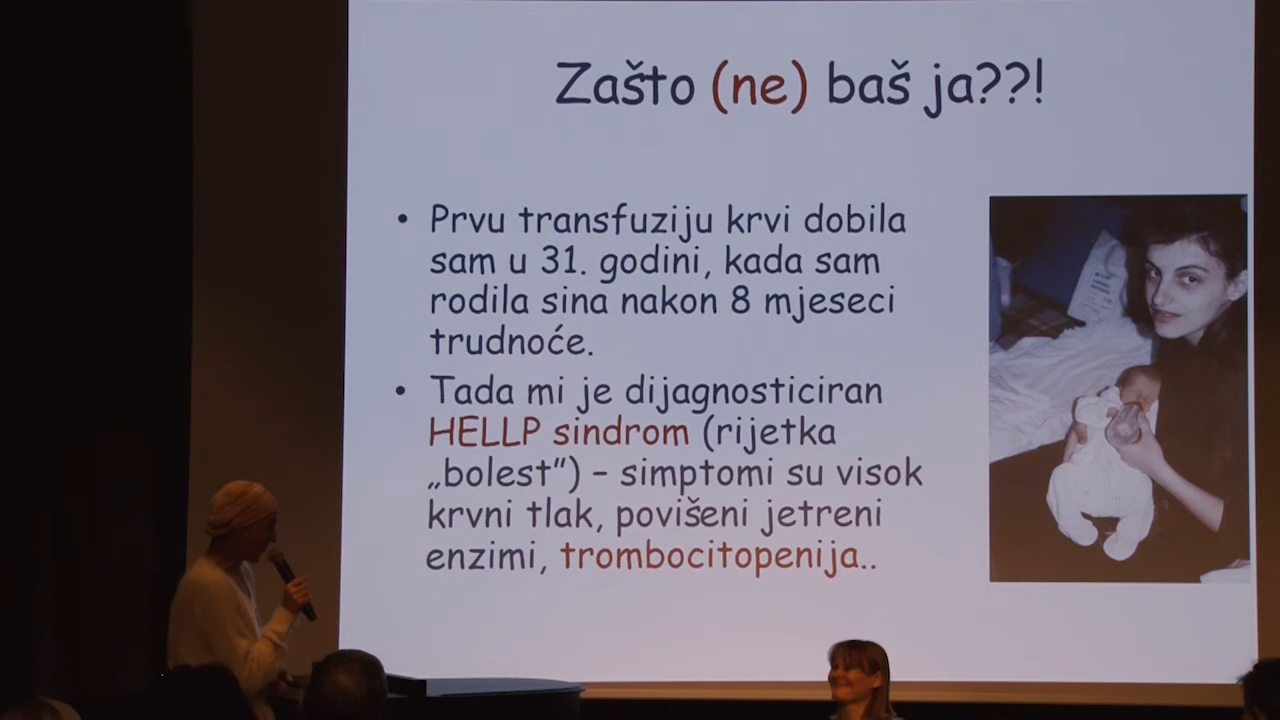 Zašto (ne) baš ja??!
• Prvu transfuziju krvi dobila
sam u 31. godini, kada sam
rodila sina nakon 8 mjeseci
trudnoće.
• Tada mi je dijagnosticiran
HELLP sindrom (rijetka
„bolest") – simptomi su visok
krvni tlak, povišeni jetreni
enzimi, trombocitopenija..